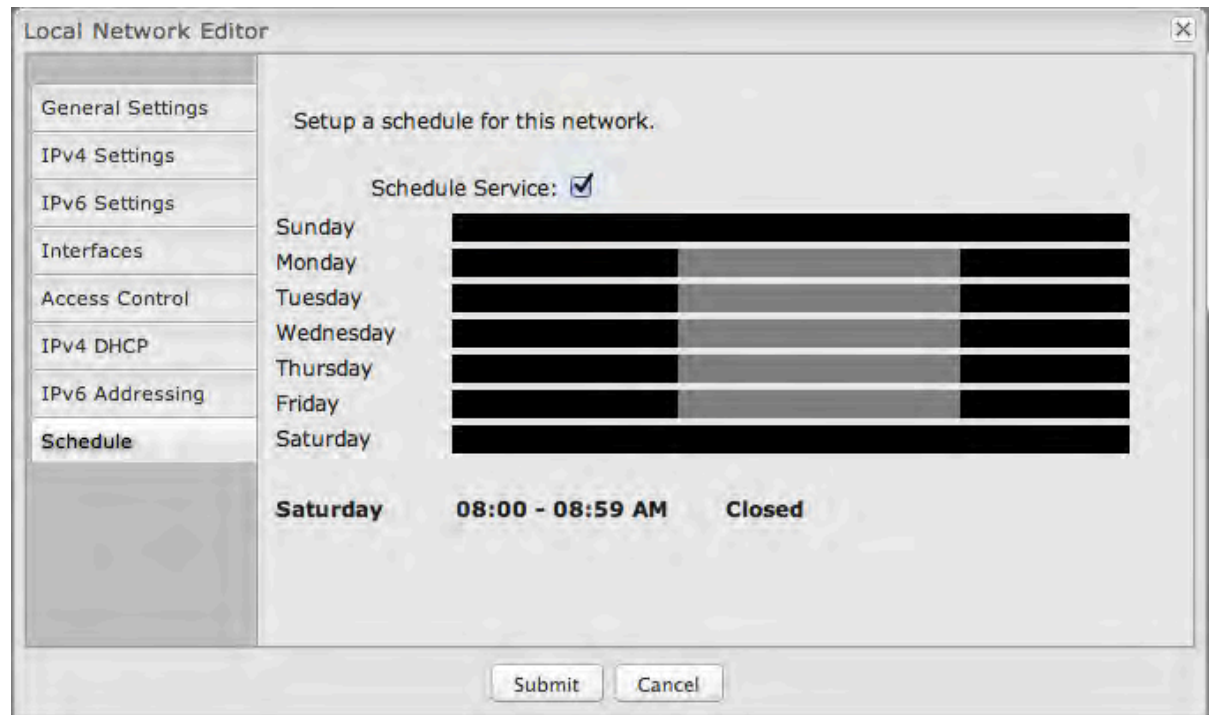 Local Network Editor
General Settings
IPv4 Settings
IPv6 Settings
Interfaces
Access Control
IPv4 DHCP
IPv6 Addressing
Schedule
Setup a schedule for this network.
Schedule Service:
Sunday
Monday
Tuesday
Wednesday
Thursday
Friday
Saturday
Saturday 08:00 - 08:59 AM Closed
Submit Cancel